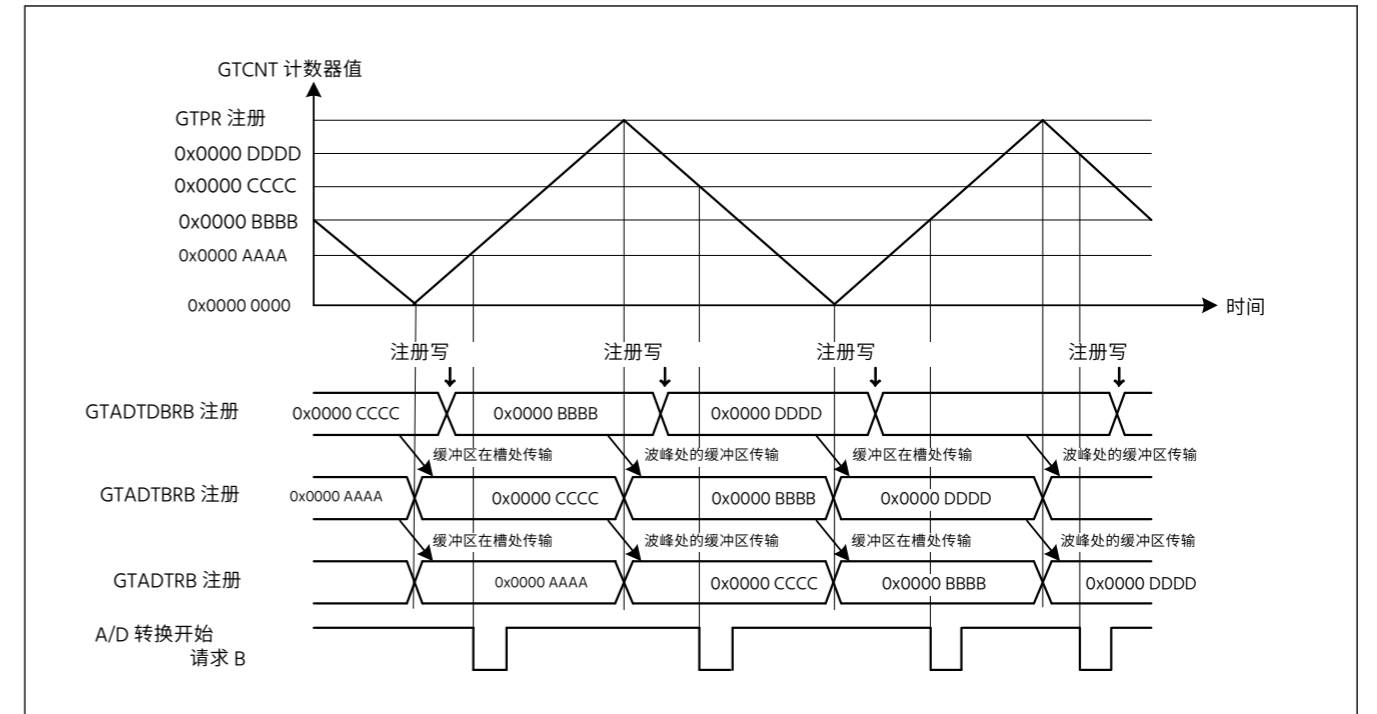 GTCNT 计数器值
GTPR 注册
0x0000 DDDD
0x0000 CCCC
0x0000 BBBB
0x0000 AAAA
0x0000 0000
时间
注册写 注册写 注册写 注册写
GTADTDBRB 注册 0x0000 CCCC 0x0000 BBBB 0x0000 DDDD
缓冲区在槽处传输 波峰处的缓冲区传输 缓冲区在槽处传输 波峰处的缓冲区传输
GTADTBRB 注册 0x0000 AAAA 0x0000 CCCC 0x0000 BBBB 0x0000 DDDD
缓冲区在槽处传输 波峰处的缓冲区传输 缓冲区在槽处传输 波峰处的缓冲区传输
GTADTRB 注册 0x0000 AAAA 0x0000 CCCC 0x0000 BBBB 0x0000 DDDD
A/D 转换开始
请求 B